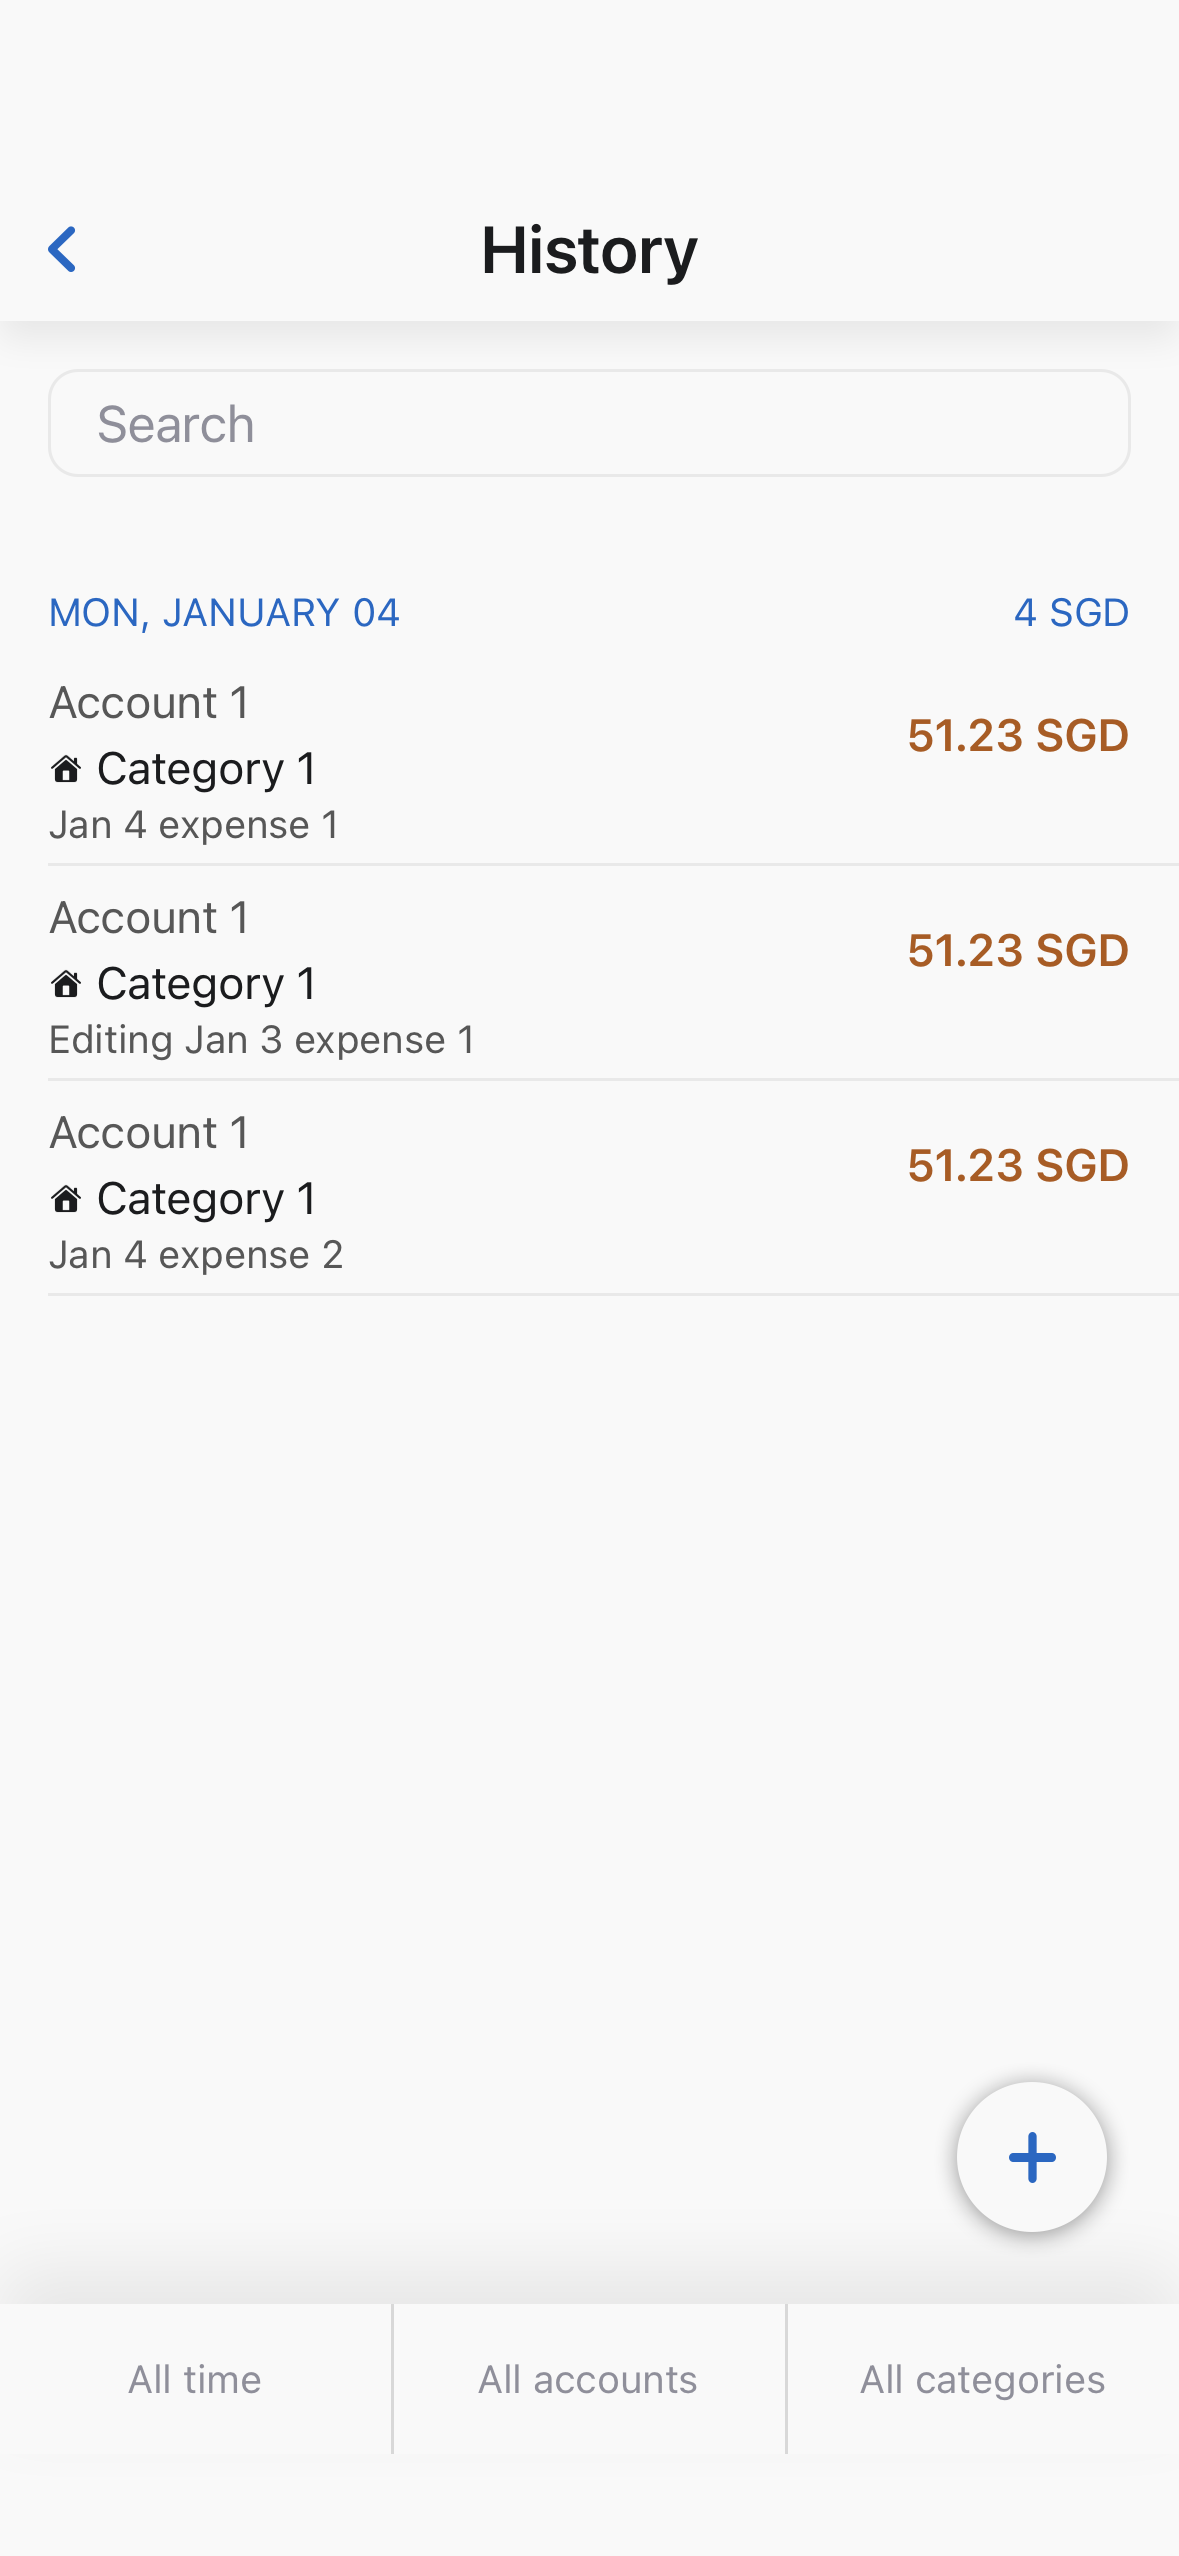 History
Search
MON, JANUARY 04 4 SGD
Account 1
51.23 SGD
Category 1
Jan 4 expense 1
Account 1
51.23 SGD
Category 1
Editing Jan 3 expense 1
Account 1
51.23 SGD
Category 1
Jan 4 expense 2
All time All accounts All categories